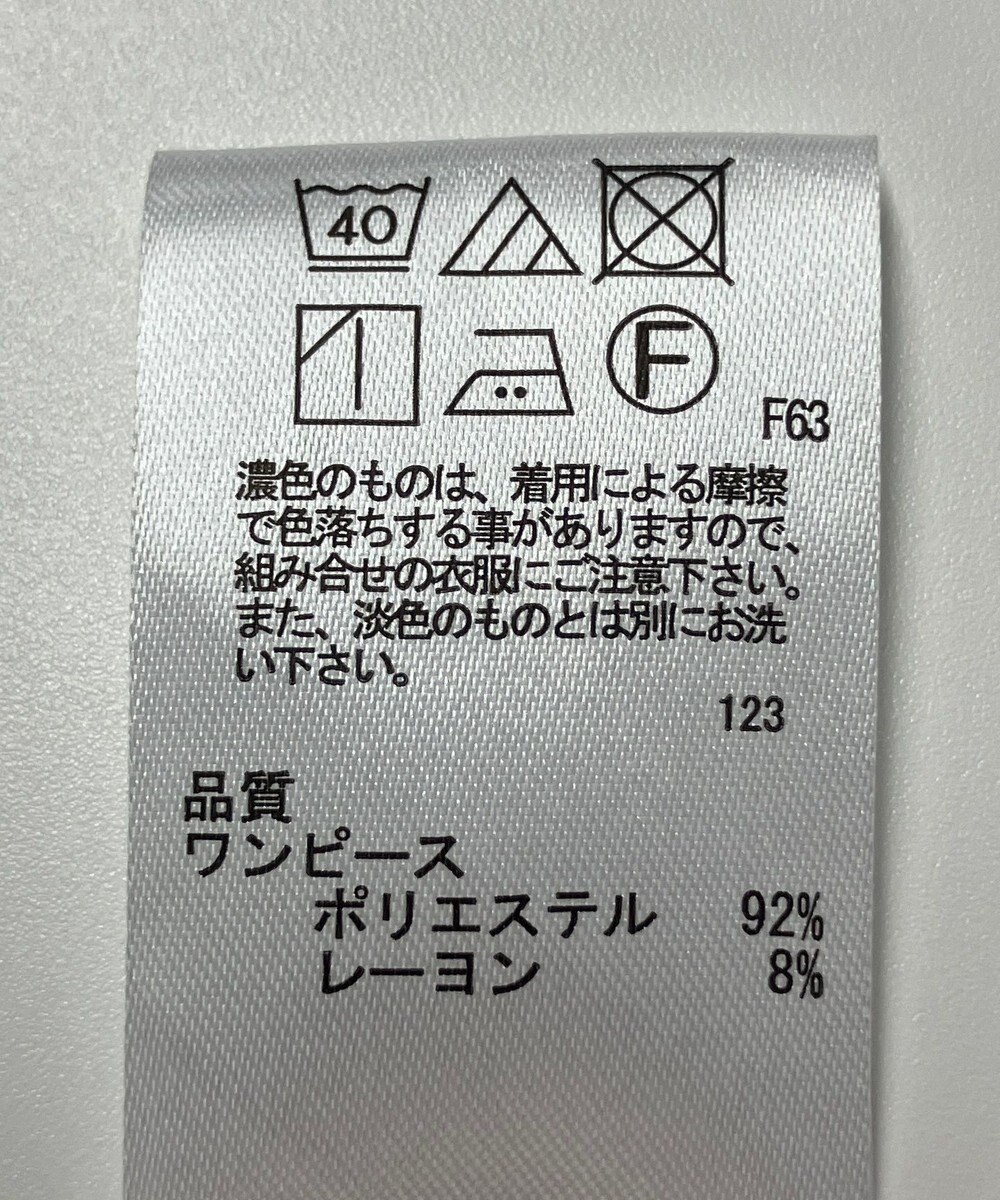 40
F
F63
濃色のものは、着用による摩擦
で色落ちする事がありますので、
組み合せの衣服にご注意下さい。
また、淡色のものとは別にお洗
い下さい。
123
品質
ワンピース
ポリエステル 92%
レーヨン 8%